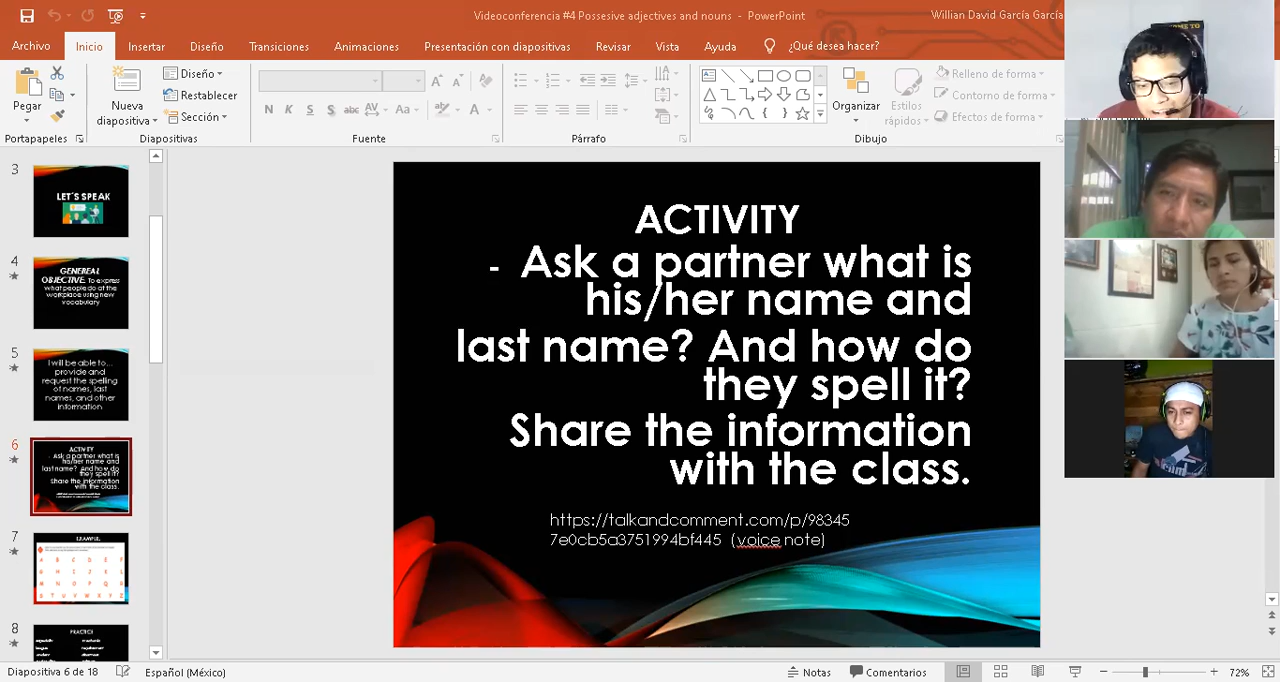 Videoconferencia #4 Possesive adjectives and nouns - PowerPoint
Willian David García García
Archivo Inicio Insertar Diseño Transiciones Animaciones Presentación con diapositivas Revisar Vista Ayuda ¿Qué desea hacer?
Pegar
Nueva
diapositiva
Diseño
Restablecer
Sección
N K S S abc AV Aa A
Organizar
Estilos
rápidos
Relleno de forma
Contorno de forma
Efectos de forma
Portapapeles Diapositivas Fuente Párrafo Dibujo
3
LET'S SPEAK
4
GENEREAL
OBJECTIVE. To express
what people do at the
workplace using new
vocabulary
5
I will be able to...
provide and
request the spelling
of names, last
names, and other
information
6
ACTIVITY
- Ask a partner what is
his/her name and
last name? And how do
they spell it?
Share the information
with the class.
7
EXAMPLE
8
PRACTICE
ACTIVITY
- Ask a partner what is
his/her name and
last name? And how do
they spell it?
Share the information
with the class.
https://talkandcomment.com/p/98345
7e0cb5a3751994bf445 (voice note)
Diapositiva 6 de 18 Español (México) Notas Comentarios 72%